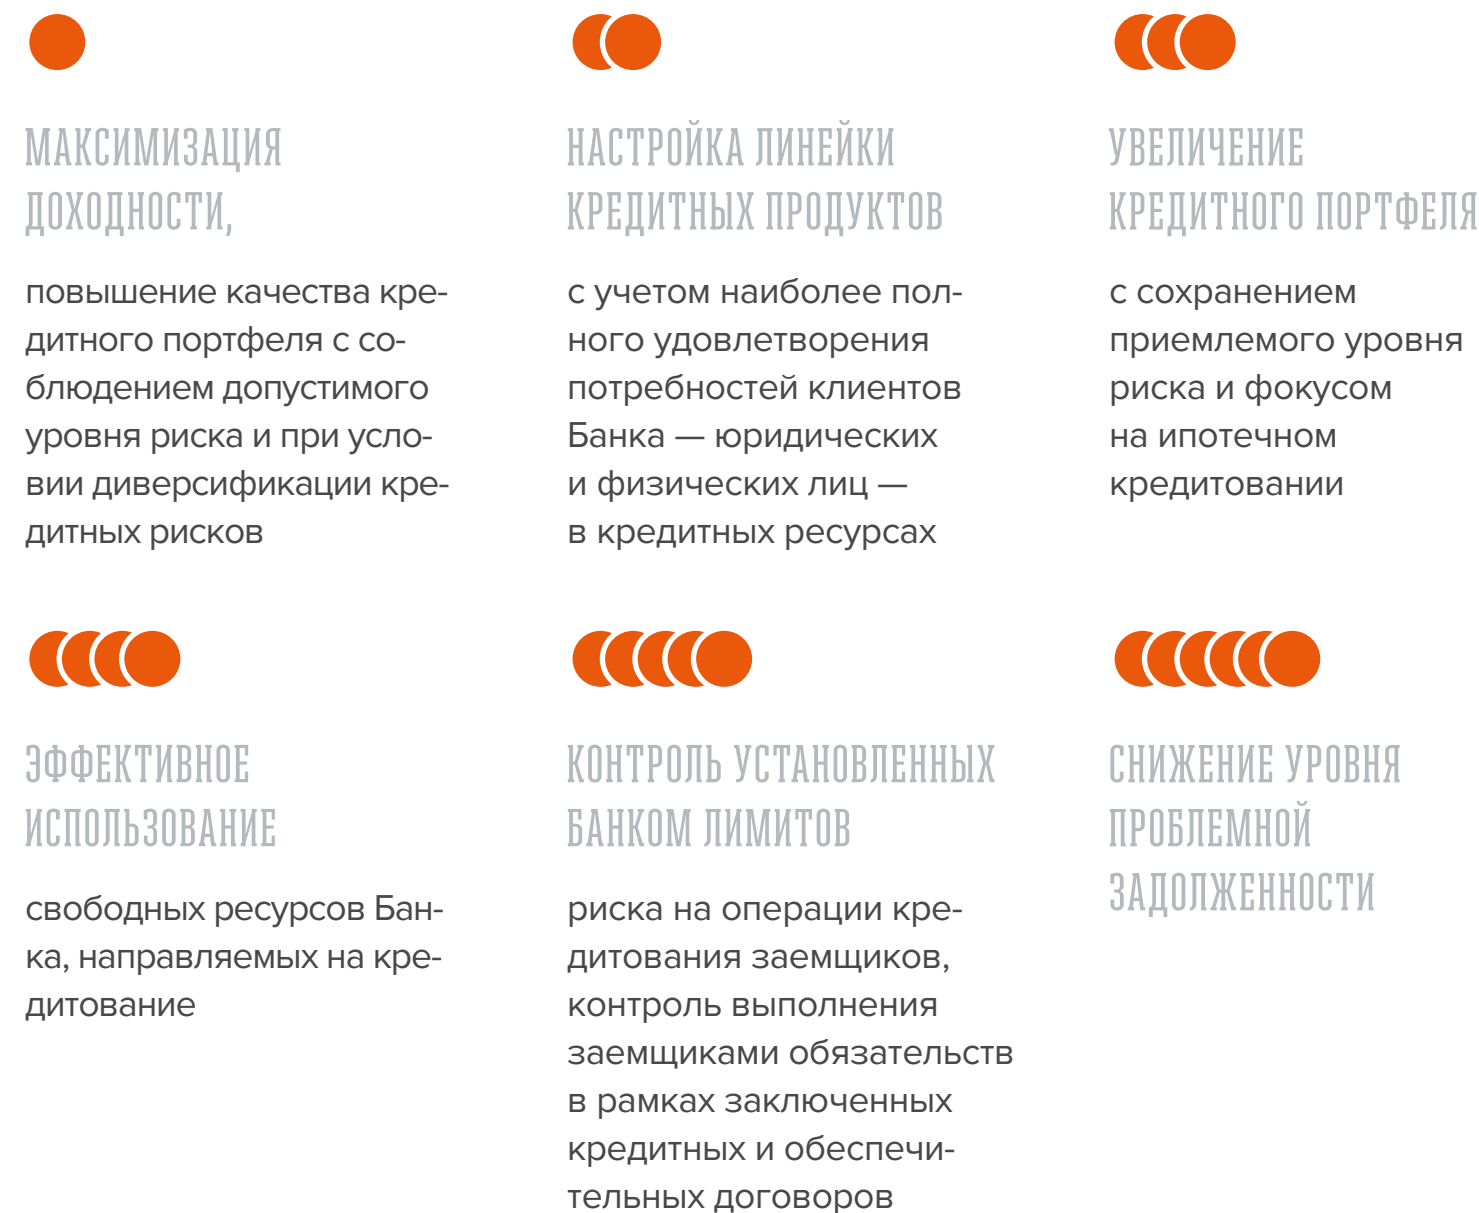 МАКСИМИЗАЦИЯ
ДОХОДНОСТИ,
повышение качества кре-
дитного портфеля с со-
блюдением допустимого
уровня риска и при усло-
вии диверсификации кре-
дитных рисков
НАСТРОЙКА ЛИНЕЙКИ
КРЕДИТНЫХ ПРОДУКТОВ
с учетом наиболее пол-
ного удовлетворения
потребностей клиентов
Банка — юридических
и физических лиц —
в кредитных ресурсах
УВЕЛИЧЕНИЕ
КРЕДИТНОГО ПОРТФЕЛЯ
с сохранением
приемлемого уровня
риска и фокусом
на ипотечном
кредитовании
ЭФФЕКТИВНОЕ
ИСПОЛЬЗОВАНИЕ
свободных ресурсов Бан-
ка, направляемых на кре-
дитование
КОНТРОЛЬ УСТАНОВЛЕННЫХ
БАНКОМ ЛИМИТОВ
риска на операции кре-
дитования заемщиков,
контроль выполнения
заемщиками обязательств
в рамках заключенных
кредитных и обеспечи-
тельных договоров
СНИЖЕНИЕ УРОВНЯ
ПРОБЛЕМНОЙ
ЗАДОЛЖЕННОСТИ